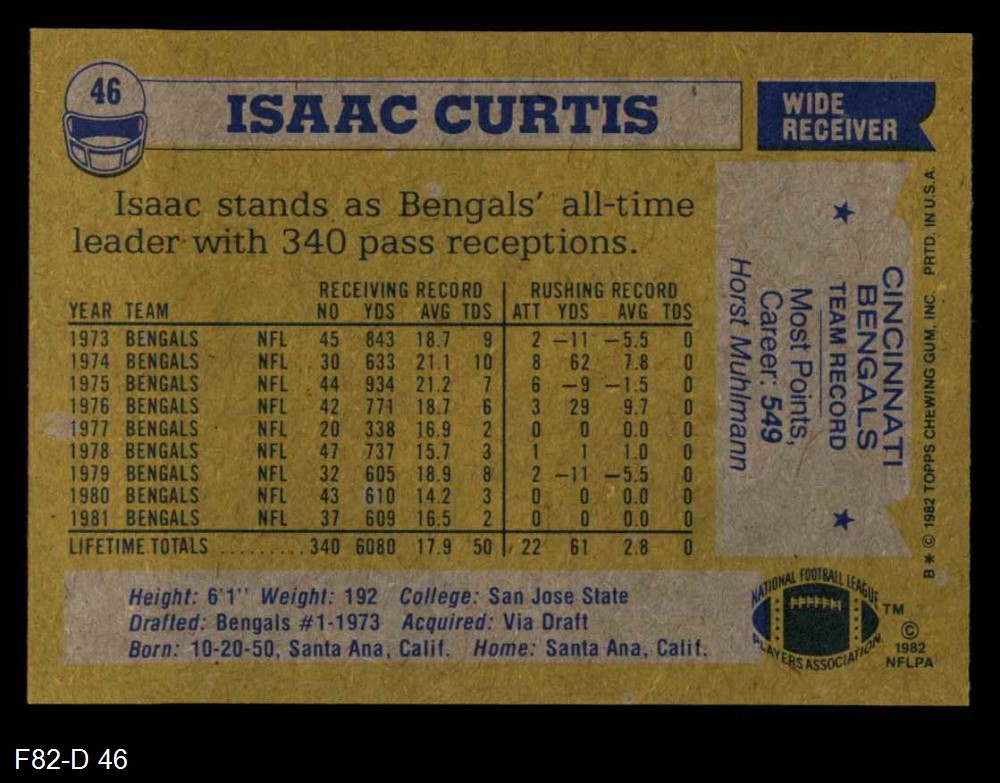 46
ISAAC CURTIS
WIDE
RECEIVER
Isaac stands as Bengals' all-time
leader with 340 pass receptions.
RECEIVING RECORD RUSHING RECORD
YEAR TEAM NO YDS AVG TDS ATT YDS AVG TDS
1973 BENGALS NFL 45 843 18.7 9 2 –11 –5.5 0
1974 BENGALS NFL 30 633 21.1 10 8 62 7.8 0
1975 BENGALS NFL 44 934 21.2 7 6 –9 –1.5 0
1976 BENGALS NFL 42 771 18.7 6 3 29 9.7 0
1977 BENGALS NFL 20 338 16.9 2 0 0 0.0 0
1978 BENGALS NFL 47 737 15.7 3 1 1 1.0 0
1979 BENGALS NFL 32 605 18.9 8 2 –11 –5.5 0
1980 BENGALS NFL 43 610 14.2 3 0 0 0.0 0
1981 BENGALS NFL 37 609 16.5 2 0 0 0.0 0
LIFETIME TOTALS ......... 340 6080 17.9 50 22 61 2.8 0
CINCINNATI
BENGALS
TEAM RECORD
Most Points,
Career: 549
Horst Muhlmann
B * © 1982 TOPPS CHEWING GUM, INC. PRTD. IN U.S.A.
Height: 6'1" Weight: 192 College: San Jose State
Drafted: Bengals #1-1973 Acquired: Via Draft
Born: 10-20-50, Santa Ana, Calif. Home: Santa Ana, Calif.
NATIONAL FOOTBALL LEAGUE
PLAYERS ASSOCIATION
TM
©
1982
NFLPA
F82-D 46